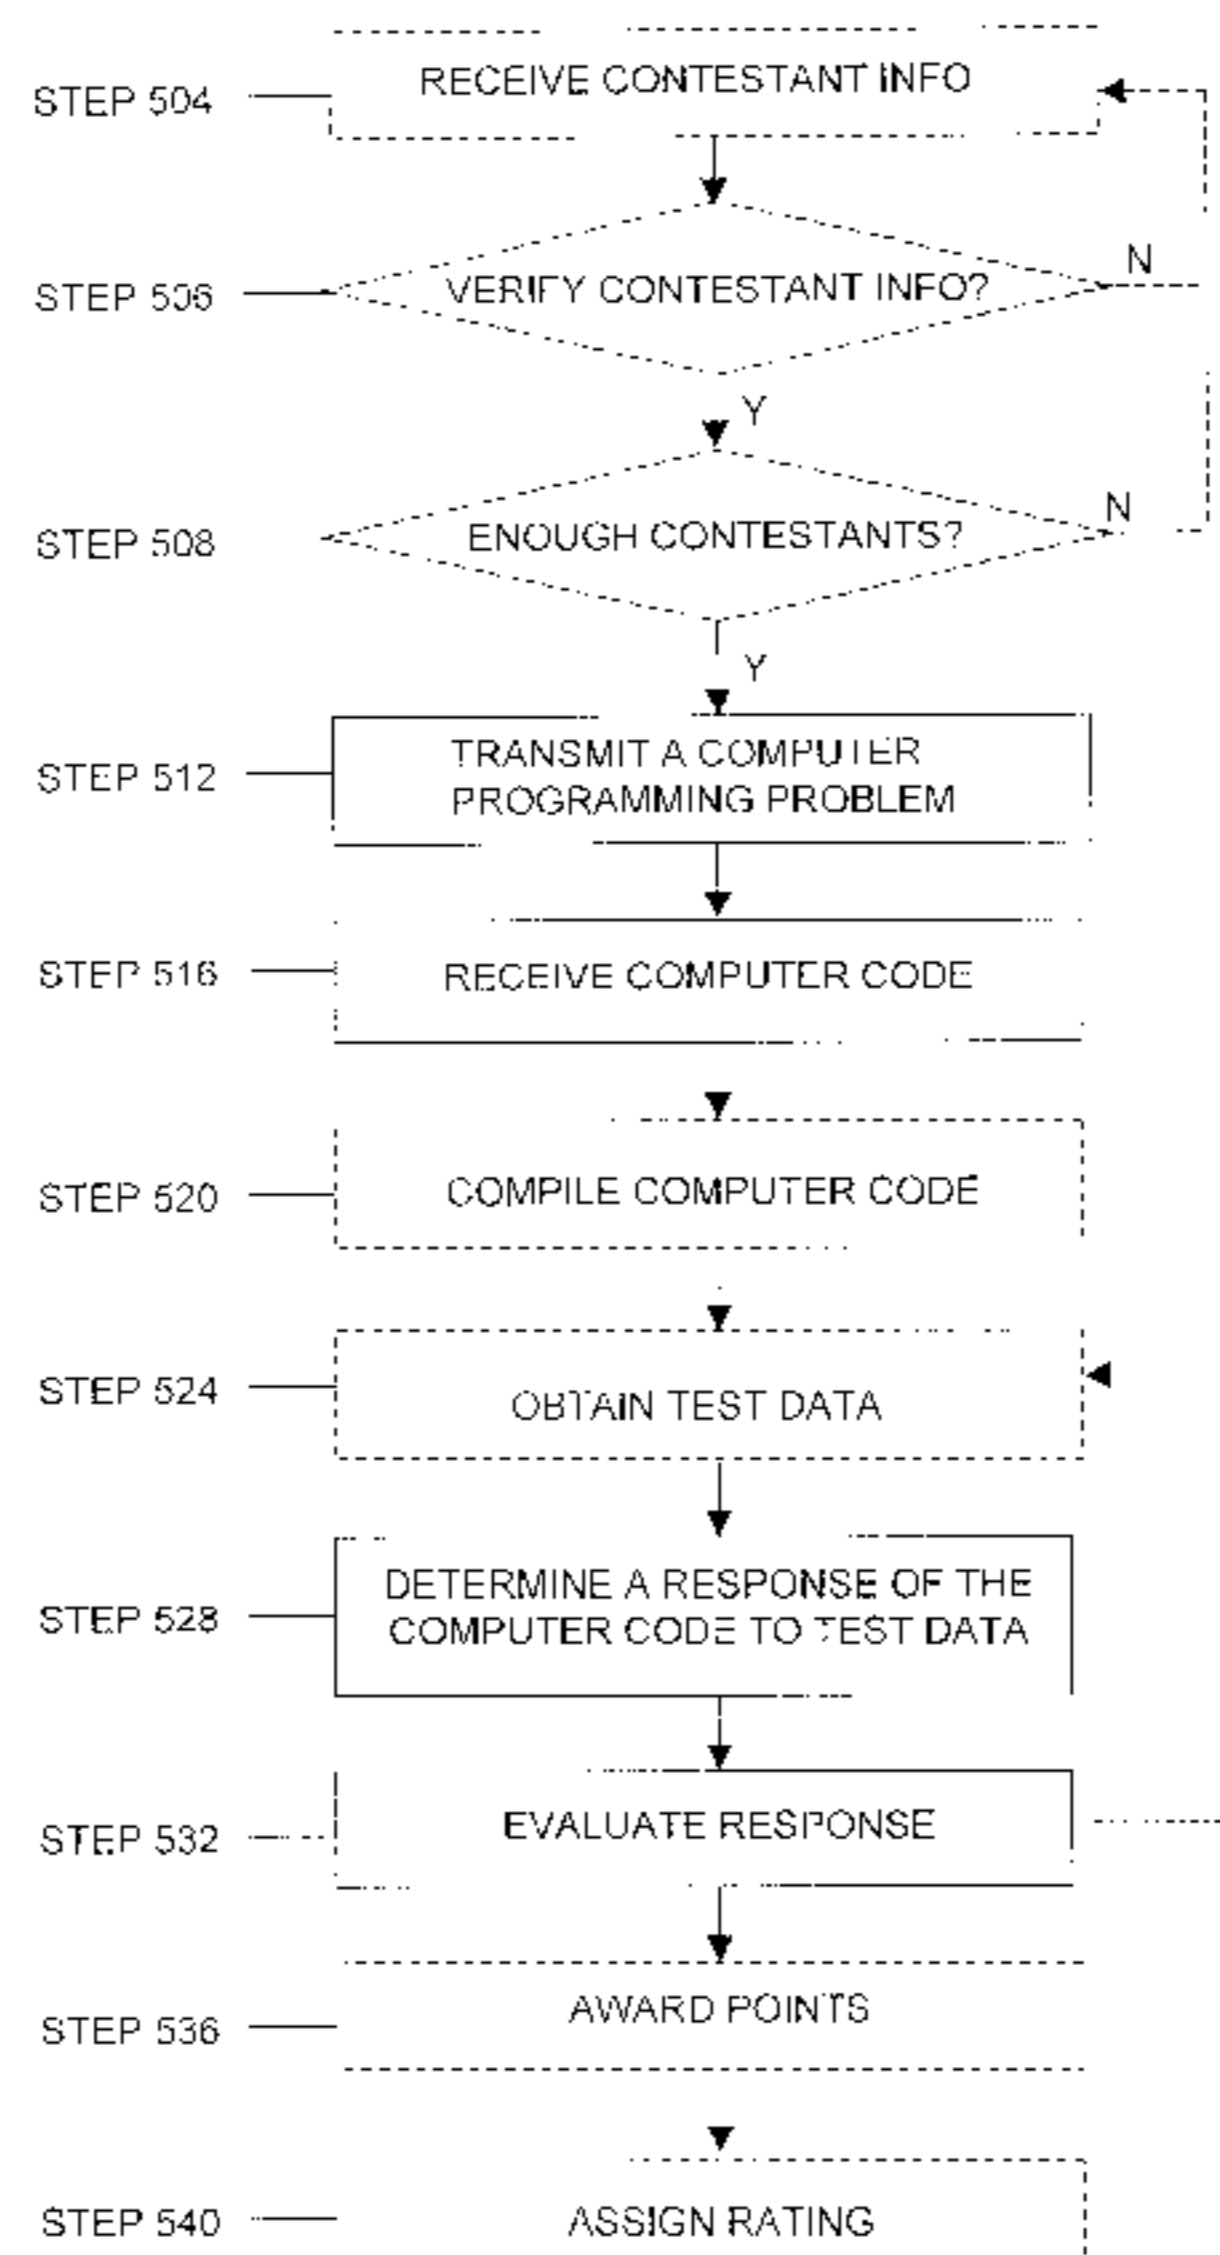 STEP 504
RECEIVE CONTESTANT INFO
STEP 506
VERIFY CONTESTANT INFO?
N
Y
STEP 508
ENOUGH CONTESTANTS?
N
Y
STEP 512
TRANSMIT A COMPUTER
PROGRAMMING PROBLEM
STEP 516
RECEIVE COMPUTER CODE
STEP 520
COMPILE COMPUTER CODE
STEP 524
OBTAIN TEST DATA
STEP 528
DETERMINE A RESPONSE OF THE
COMPUTER CODE TO TEST DATA
STEP 532
EVALUATE RESPONSE
STEP 536
AWARD POINTS
STEP 540
ASSIGN RATING